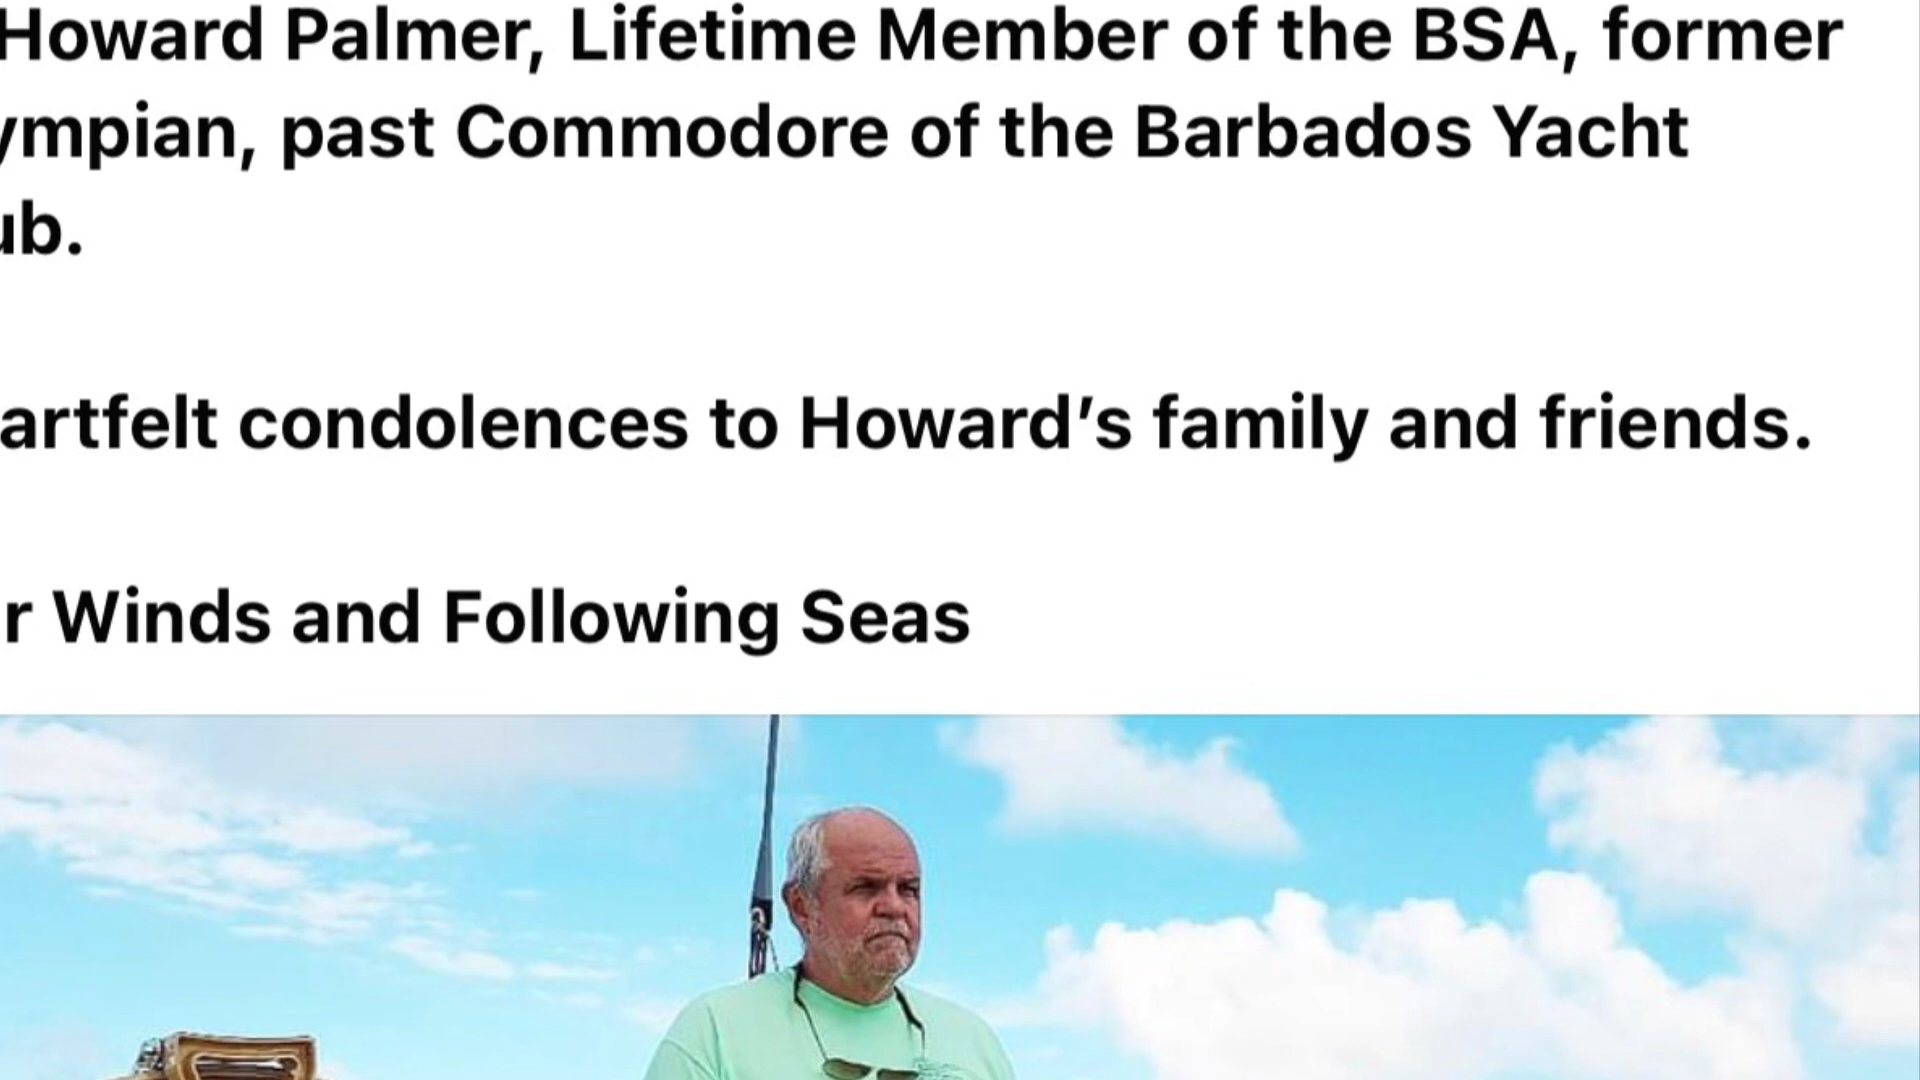 Howard Palmer, Lifetime Member of the BSA, former
ympian, past Commodore of the Barbados Yacht
ub.
artfelt condolences to Howard’s family and friends.
r Winds and Following Seas